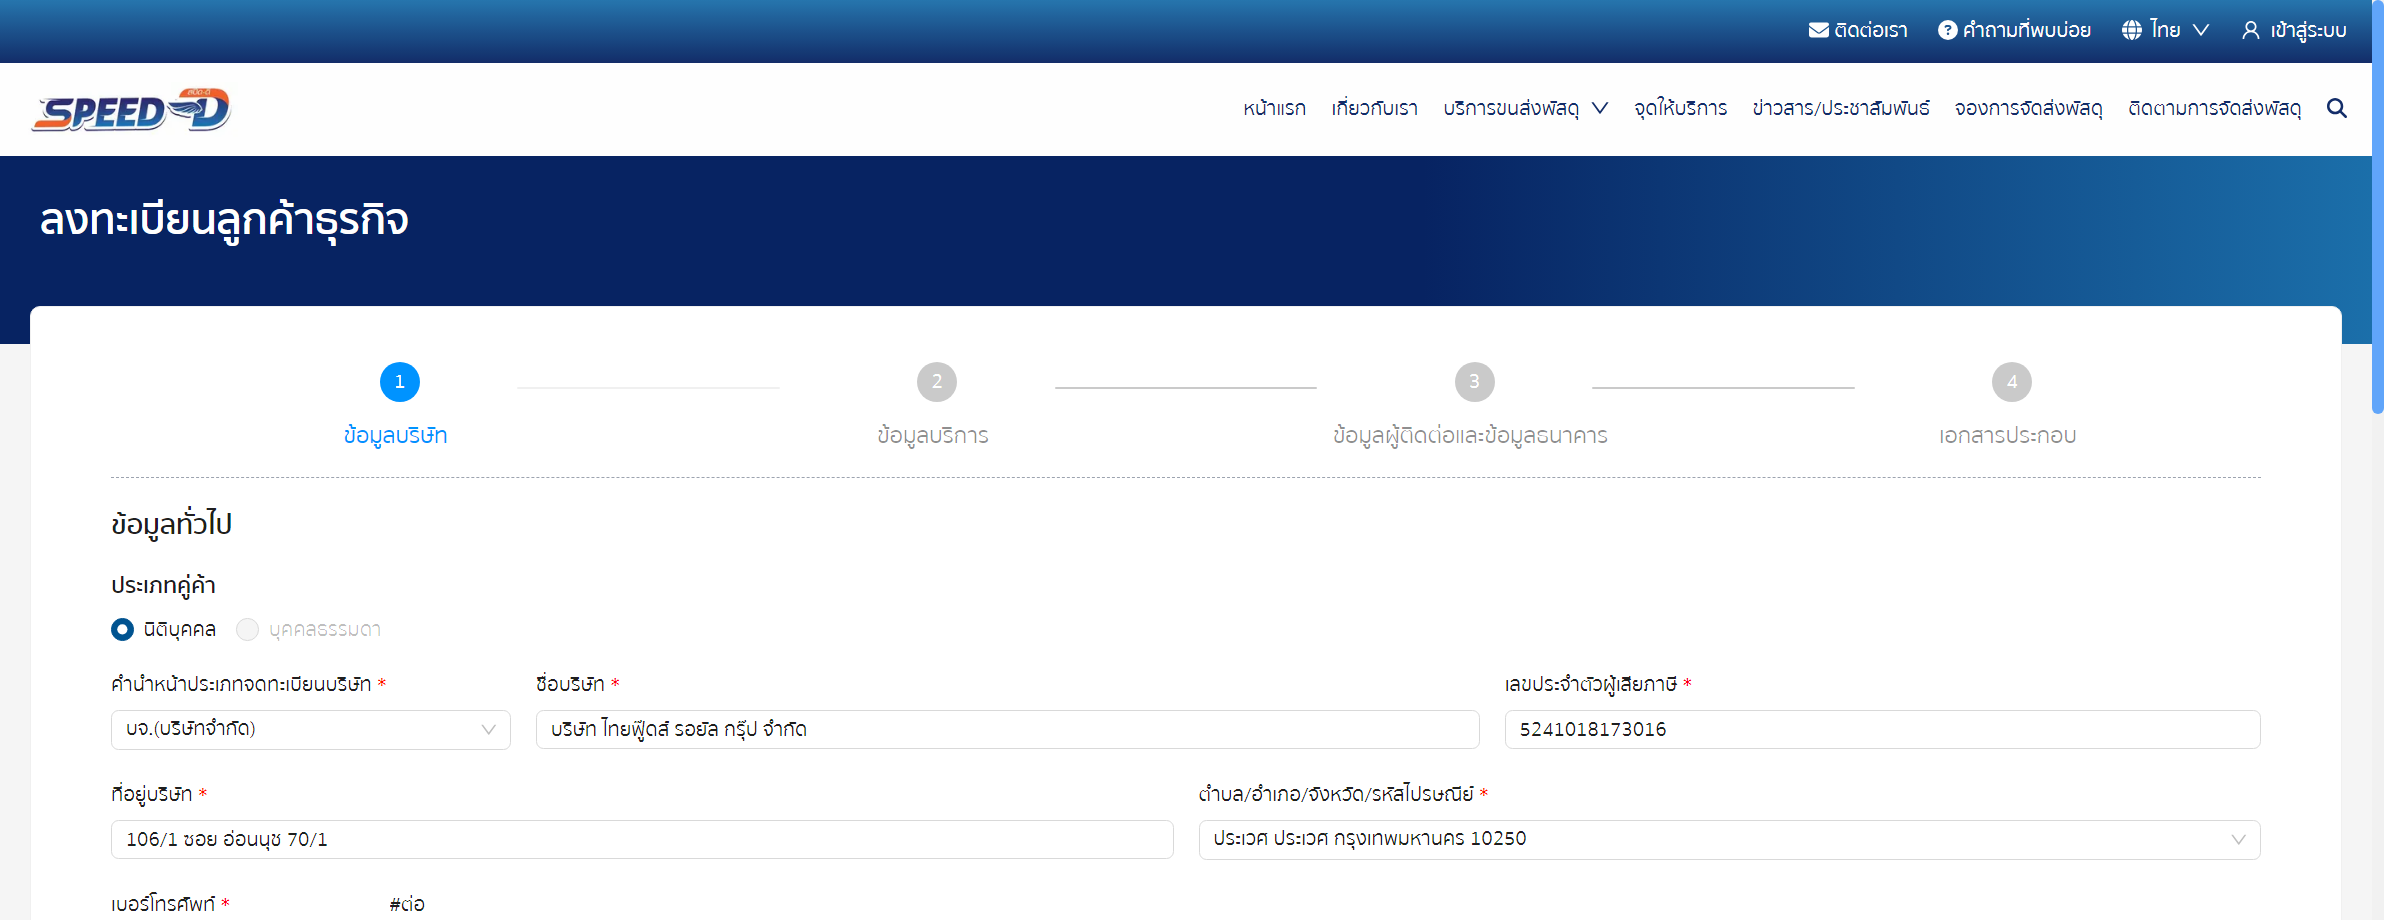 ติดต่อเรา ? คำถามที่พบบ่อย ไทย เข้าสู่ระบบ
SPEED-D สปีด-ดี
หน้าแรก เกี่ยวกับเรา บริการขนส่งพัสดุ จุดให้บริการ ข่าวสาร/ประชาสัมพันธ์ จองการจัดส่งพัสดุ ติดตามการจัดส่งพัสดุ
ลงทะเบียนลูกค้าธุรกิจ
1 2 3 4
ข้อมูลบริษัท ข้อมูลบริการ ข้อมูลผู้ติดต่อและข้อมูลธนาคาร เอกสารประกอบ
ข้อมูลทั่วไป
ประเภทคู่ค้า
นิติบุคคล บุคคลธรรมดา
คำนำหน้าประเภทจดทะเบียนบริษัท * ชื่อบริษัท * เลขประจำตัวผู้เสียภาษี *
บจ.(บริษัทจำกัด) บริษัท ไทยฟู๊ดส์ รอยัล กรุ๊ป จำกัด 5241018173016
ที่อยู่บริษัท * ตำบล/อำเภอ/จังหวัด/รหัสไปรษณีย์ *
106/1 ซอย อ่อนนุช 70/1 ประเวศ ประเวศ กรุงเทพมหานคร 10250
เบอร์โทรศัพท์ * #ต่อ